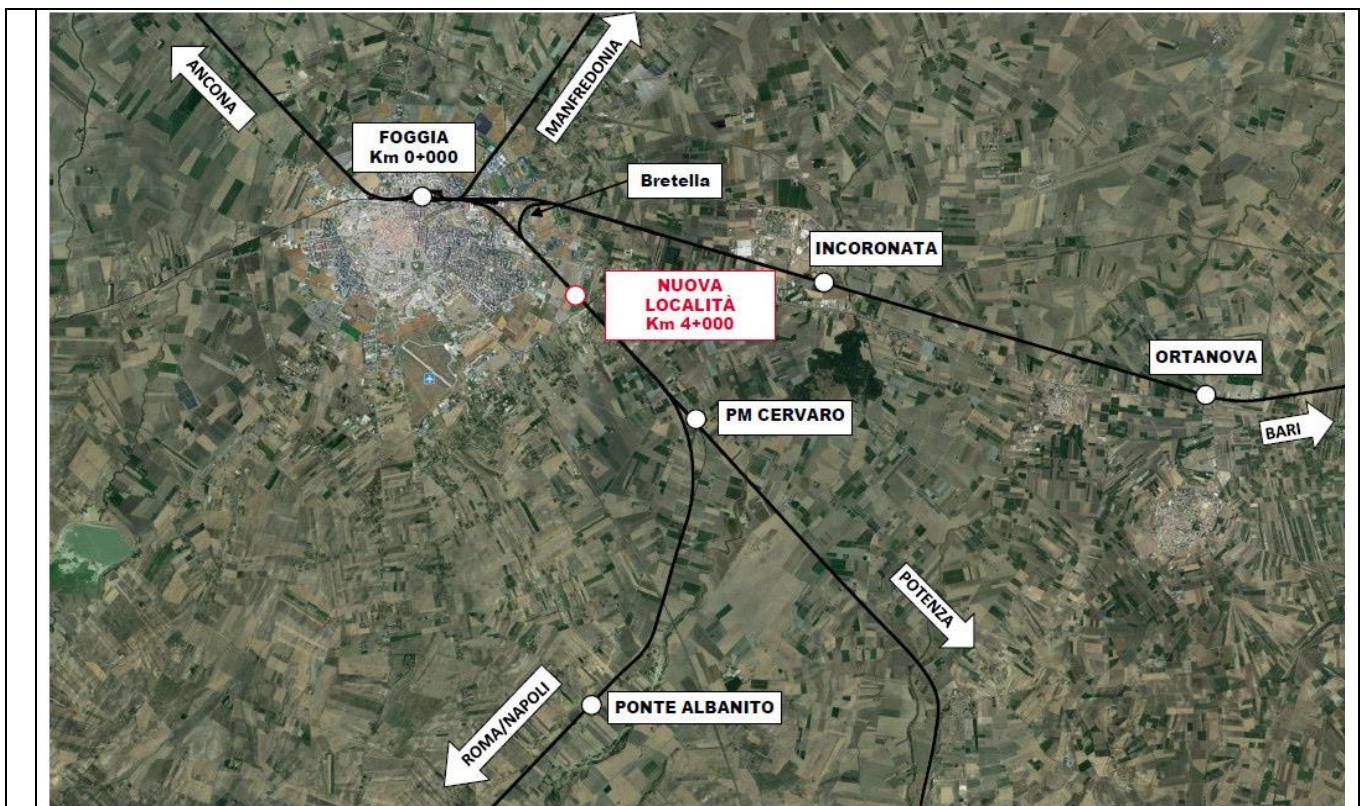 ANCONA
MANFREDONIA
FOGGIA
Km 0+000
Bretella
INCORONATA
NUOVA
LOCALITÀ
Km 4+000
ORTANOVA
BARI
PM CERVARO
POTENZA
PONTE ALBANITO
ROMA/NAPOLI